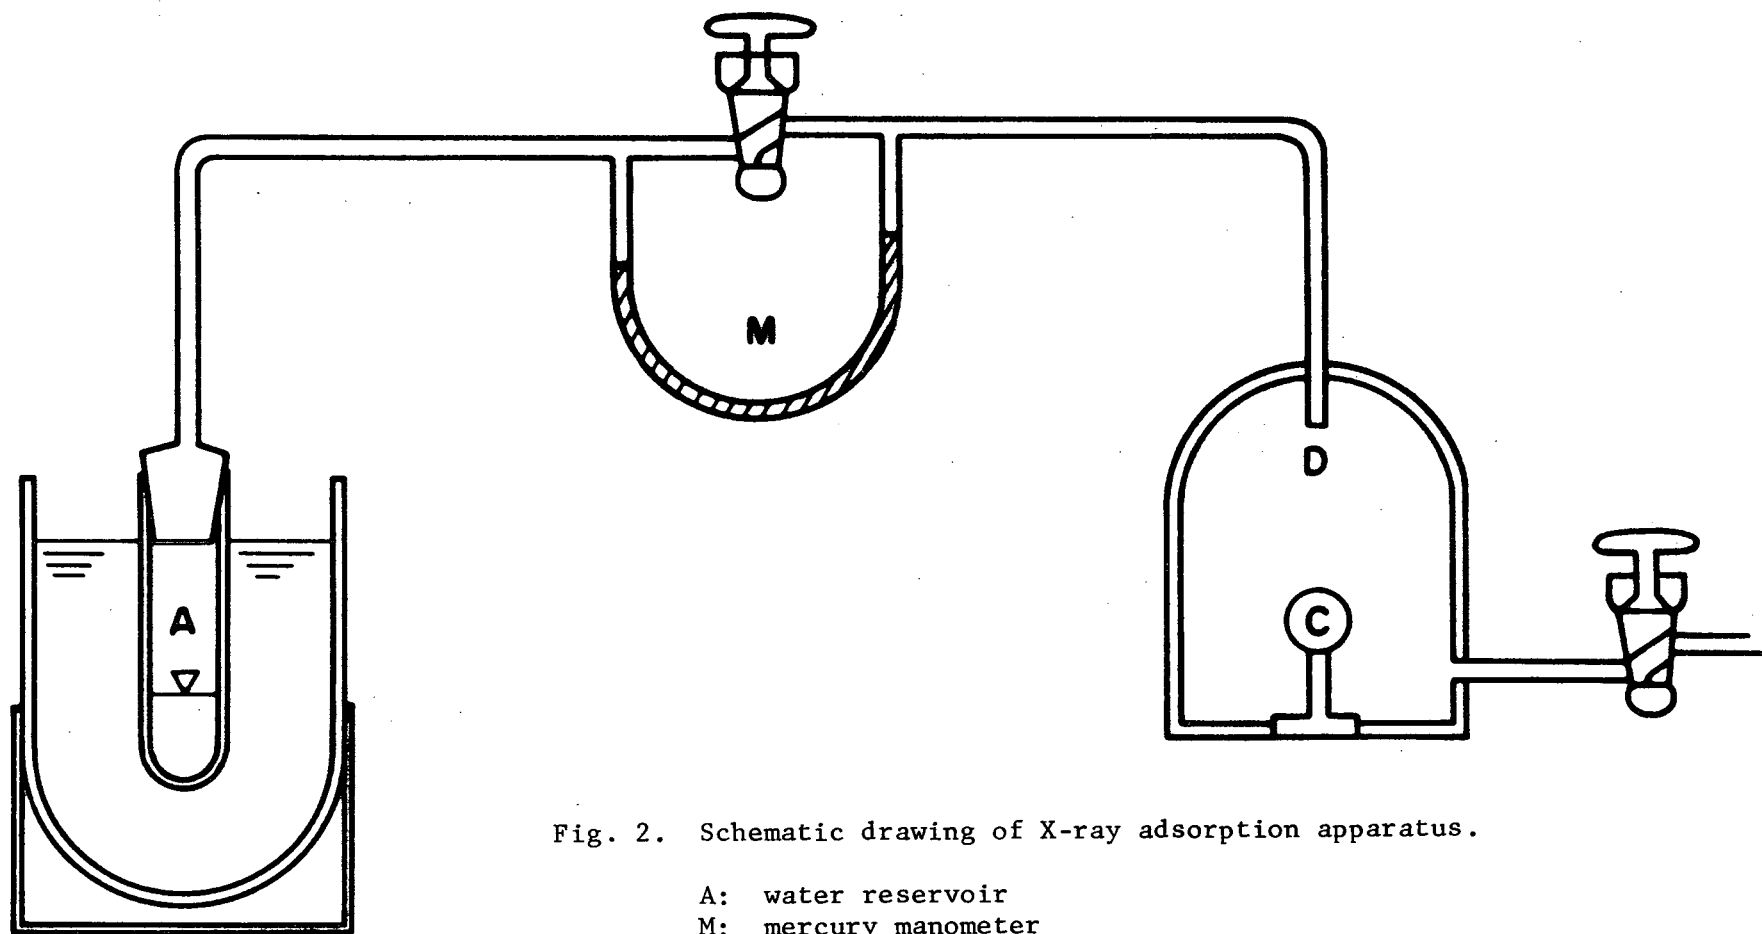 M
D
A
C
Fig. 2. Schematic drawing of X-ray adsorption apparatus.
A: water reservoir
M: mercury manometer